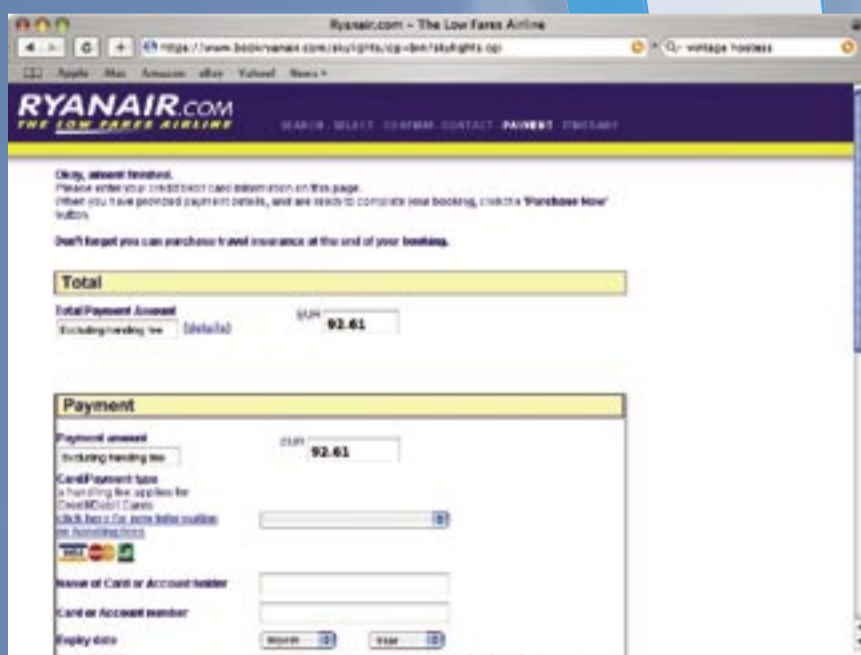 Ryanair.com – The Low Fares Airline
vintage hostess
Apple Mac Amazon eBay Yahoo! News
RYANAIR.COM
THE LOW FARES AIRLINE
SEARCH SELECT CONFIRM CONTACT PAYMENT ITINERARY
Okay, almost finished.
Please enter your credit/debit card information on this page.
When you have provided payment details, and are ready to complete your booking, click the 'Purchase Now'
button.
Don't forget you can purchase travel insurance at the end of your booking.
Total
Total Payment Amount
EUR 92.61
Excluding handling fee (details)
Payment
Payment amount
EUR 92.61
Excluding handling fee
Card/Payment type
a handling fee applies for
Credit/Debit Cards
click here for new information
on handling fees
VISA
Name of Card or Account holder
Card or Account number
Expiry date Month Year